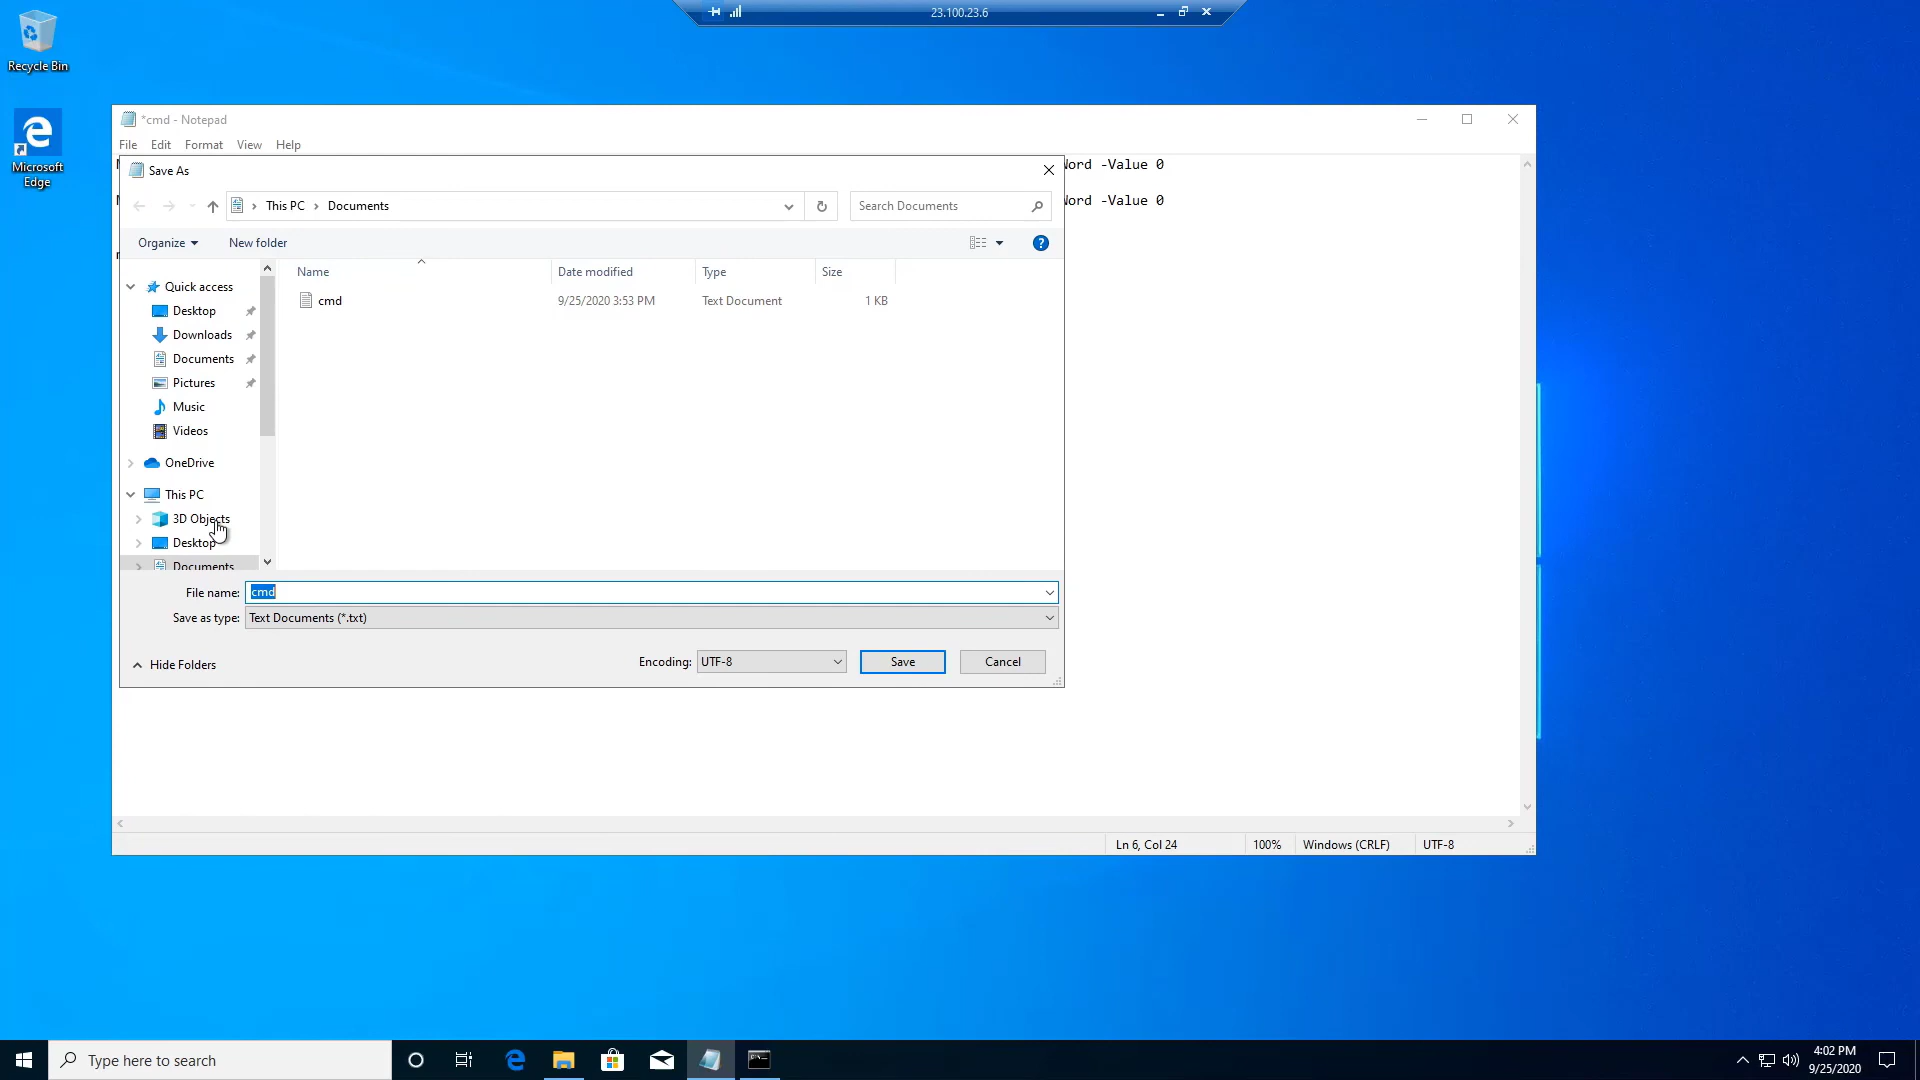 23.100.23.6
Recycle Bin
Microsoft
Edge
*cmd - Notepad
File Edit Format View Help
Word -Value 0
Word -Value 0
Save As
This PC > Documents
Search Documents
Organize New folder
Name Date modified Type Size
cmd 9/25/2020 3:53 PM Text Document 1 KB
Quick access
Desktop
Downloads
Documents
Pictures
Music
Videos
OneDrive
This PC
3D Objects
Desktop
Documents
File name: cmd
Save as type: Text Documents (*.txt)
Hide Folders
Encoding: UTF-8 Save Cancel
Ln 6, Col 24 100% Windows (CRLF) UTF-8
Type here to search
4:02 PM
9/25/2020